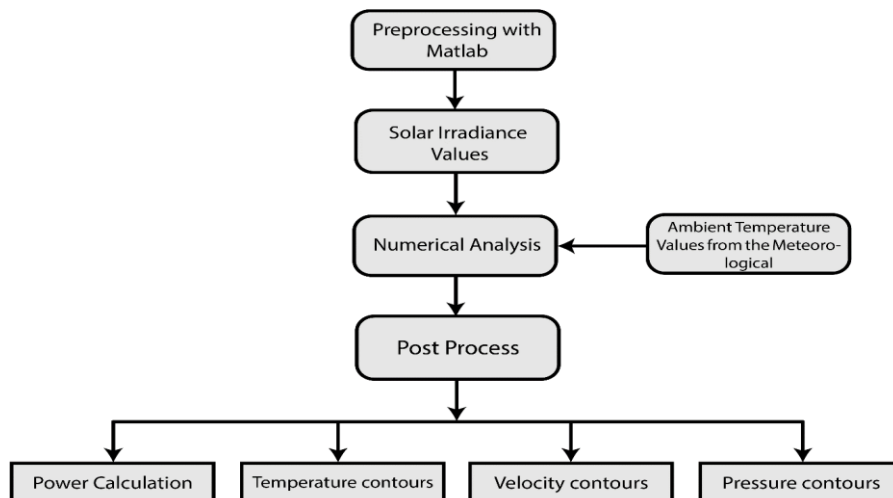 Preprocessing with
Matlab
Solar Irradiance
Values
Numerical Analysis
Ambient Temperature
Values from the Meteoro-
logical
Post Process
Power Calculation
Temperature contours
Velocity contours
Pressure contours